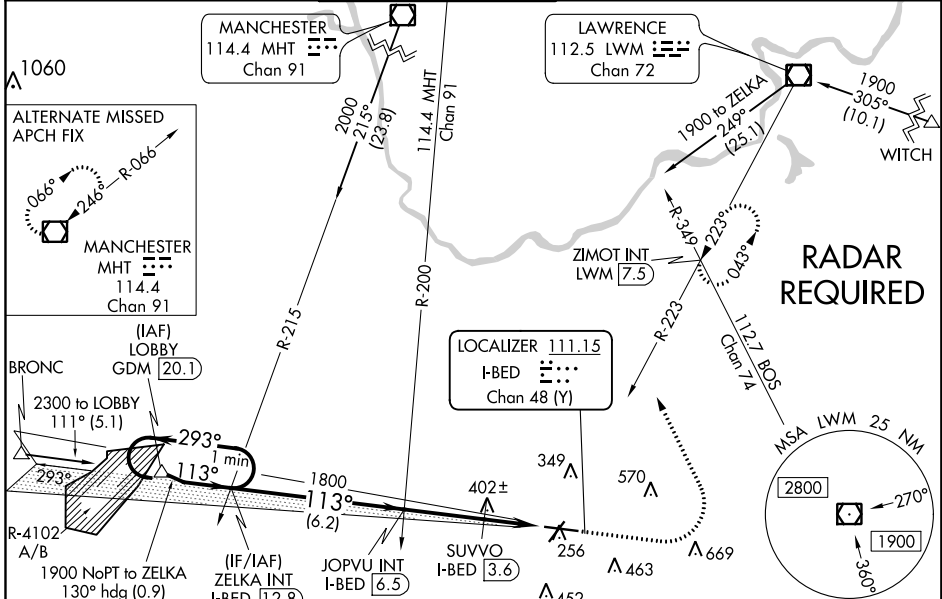 MANCHESTER
114.4 MHT
Chan 91
LAWRENCE
112.5 LWM
Chan 72
1060
ALTERNATE MISSED
APCH FIX
R-066
066°
246°
MANCHESTER
MHT
114.4
Chan 91
2000
215°
(23.8)
114.4 MHT
Chan 91
1900 to ZELKA
249°
(25.1)
1900
305°
(10.1)
WITCH
R-349
223°
043°
ZIMOT INT
LWM 7.5
RADAR
REQUIRED
R-215
R-200
R-223
112.7 BOS
Chan 74
LOCALIZER 111.15
I-BED
Chan 48 (Y)
(IAF)
LOBBY
GDM 20.1
BRONC
2300 to LOBBY
111° (5.1)
293°
293°
1 min
113°
1800
113°
(6.2)
402±
349
570
256
463
669
452
R-4102
A/B
1900 NoPT to ZELKA
130° hdg (0.9)
(IF/IAF)
ZELKA INT
I-BED 12.8
JOPVU INT
I-BED 6.5
SUVVO
I-BED 3.6
MSA LWM 25 NM
2800
270°
1900
360°